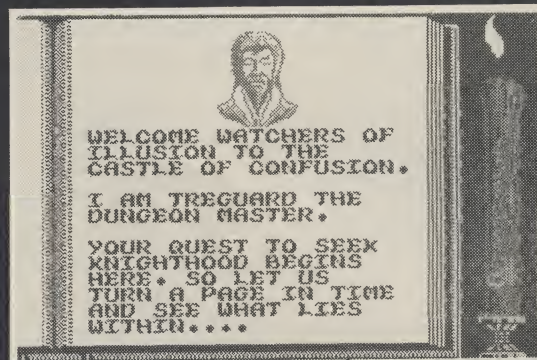 WELCOME WATCHERS OF
ILLUSION TO THE
CASTLE OF CONFUSION.
I AM TREGUARD THE
DUNGEON MASTER.
YOUR QUEST TO SEEK
KNIGHTHOOD BEGINS
HERE. SO LET US
TURN A PAGE IN TIME
AND SEE WHAT LIES
WITHIN....